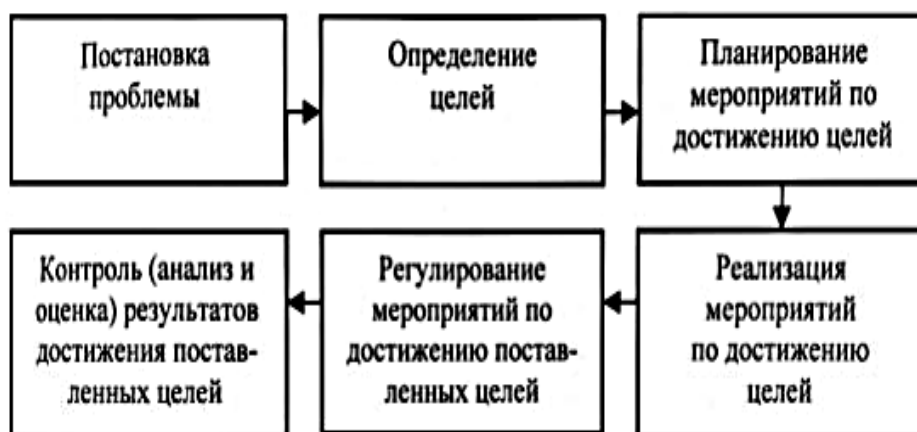 Постановка
проблемы
Определение
целей
Планирование
мероприятий по
достижению целей
Реализация
мероприятий
по достижению
целей
Регулирование
мероприятий по
достижению постав-
ленных целей
Контроль (анализ и
оценка) результатов
достижения постав-
ленных целей